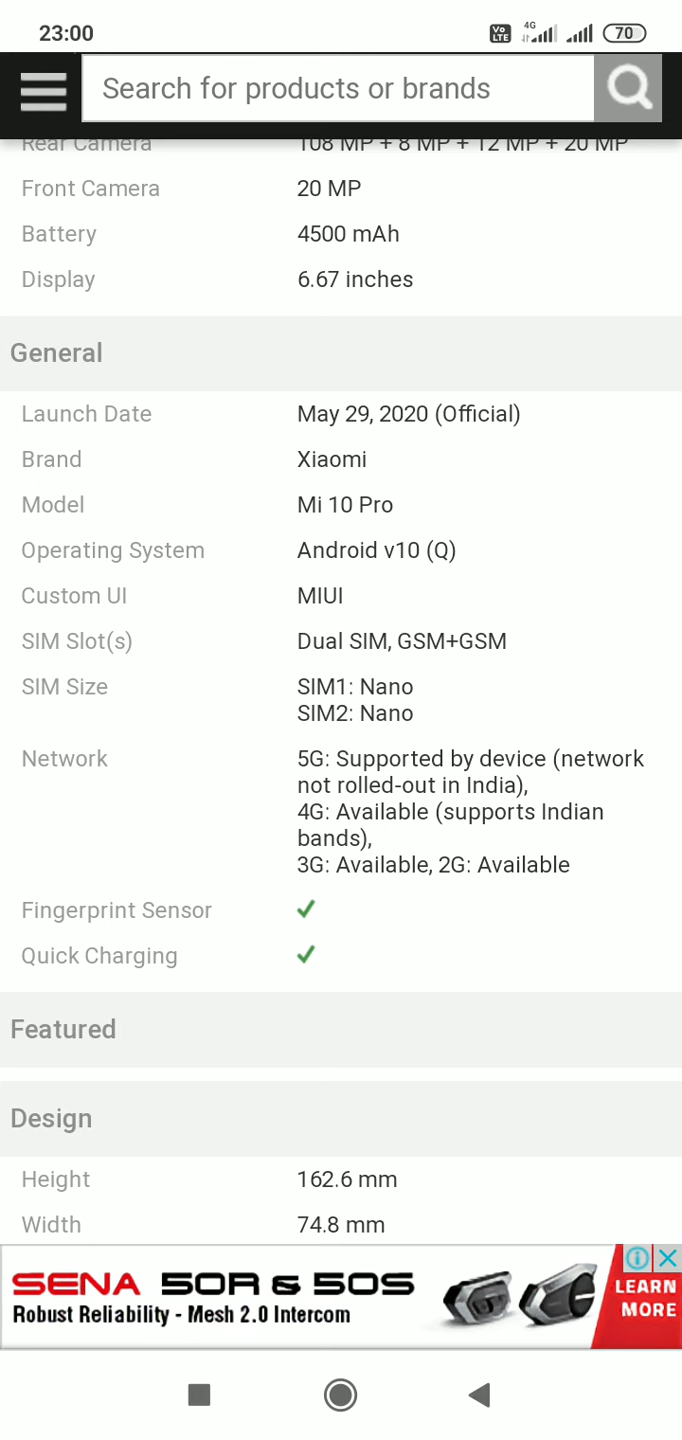 23:00
Vo LTE 4G 70
Search for products or brands
Rear Camera 108 MP + 8 MP + 12 MP + 20 MP
Front Camera 20 MP
Battery 4500 mAh
Display 6.67 inches
General
Launch Date May 29, 2020 (Official)
Brand Xiaomi
Model Mi 10 Pro
Operating System Android v10 (Q)
Custom UI MIUI
SIM Slot(s) Dual SIM, GSM+GSM
SIM Size SIM1: Nano
SIM2: Nano
Network 5G: Supported by device (network
not rolled-out in India),
4G: Available (supports Indian
bands),
3G: Available, 2G: Available
Fingerprint Sensor
Quick Charging
Featured
Design
Height 162.6 mm
Width 74.8 mm
SENA 50R & 50S
Robust Reliability - Mesh 2.0 Intercom
LEARN
MORE